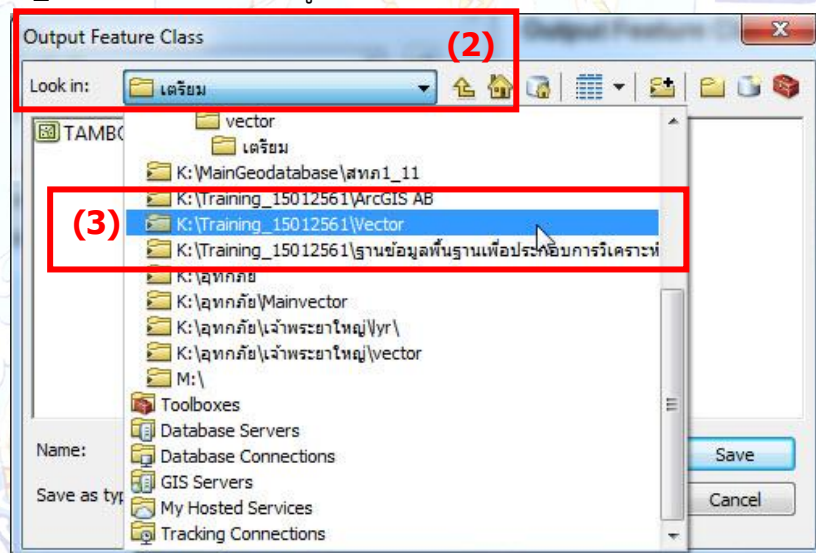 Output Feature Class
(2)
Look in: เตรียม
TAMBO
vector
เตรียม
K:\MainGeodatabase\สทภ1_11
K:\Training_15012561\ArcGIS AB
(3)
K:\Training_15012561\Vector
K:\Training_15012561\ฐานข้อมูลพื้นฐานเพื่อประกอบการวิเคราะห์
K:\อุทกภัย
K:\อุทกภัย\Mainvector
K:\อุทกภัย\เจ้าพระยาใหญ่\lyr\
K:\อุทกภัย\เจ้าพระยาใหญ่\vector
M:\
Toolboxes
Database Servers
Name:
Database Connections
Save
GIS Servers
Save as typ
My Hosted Services
Cancel
Tracking Connections